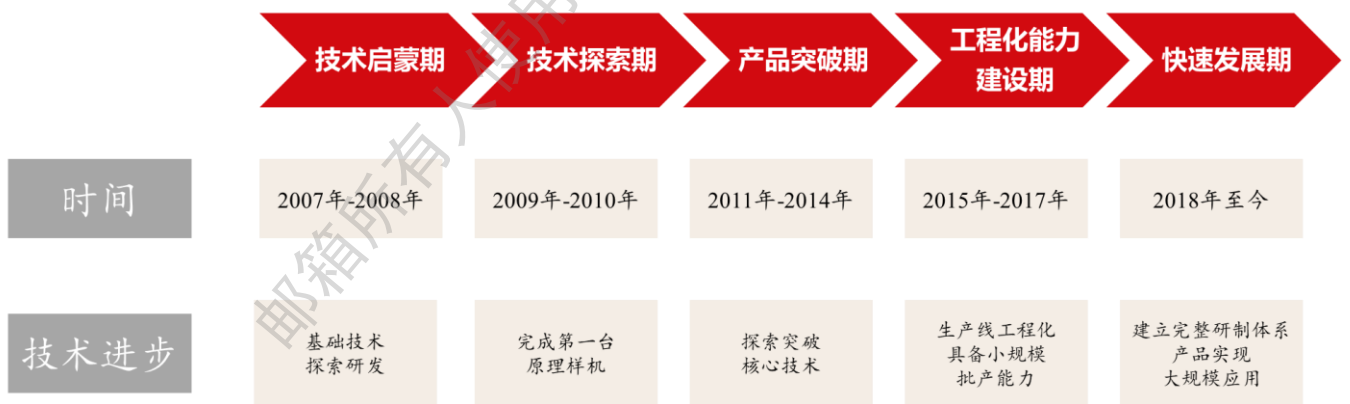 技术启蒙期
技术探索期
产品突破期
工程化能力
建设期
快速发展期
时间
2007年-2008年
2009年-2010年
2011年-2014年
2015年-2017年
2018年至今
技术进步
基础技术
探索研发
完成第一台
原理样机
探索突破
核心技术
生产线工程化
具备小规模
批产能力
建立完整研制体系
产品实现
大规模应用
邮箱所有人使用